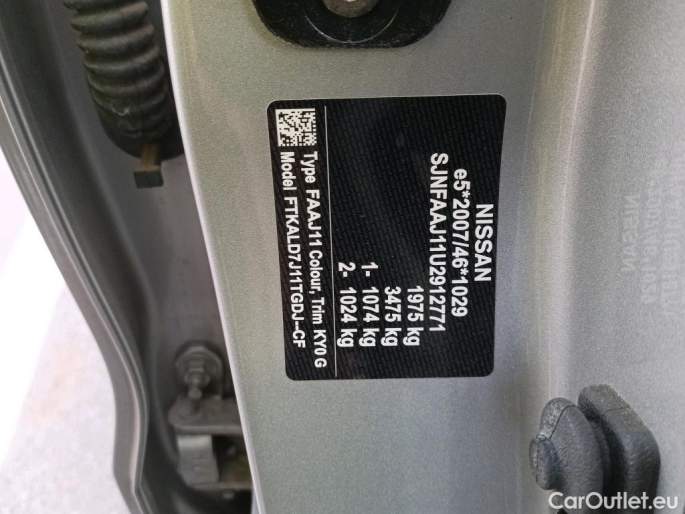 NISSAN
e5*2007/46*1029
SJNFAAJ11U2912771
1975 kg
3475 kg
1- 1074 kg
2- 1024 kg
Type FAAJ11 Colour, Trim KY0 G
Model FTKALD7J11TGDJ-CF
CarOutlet.eu